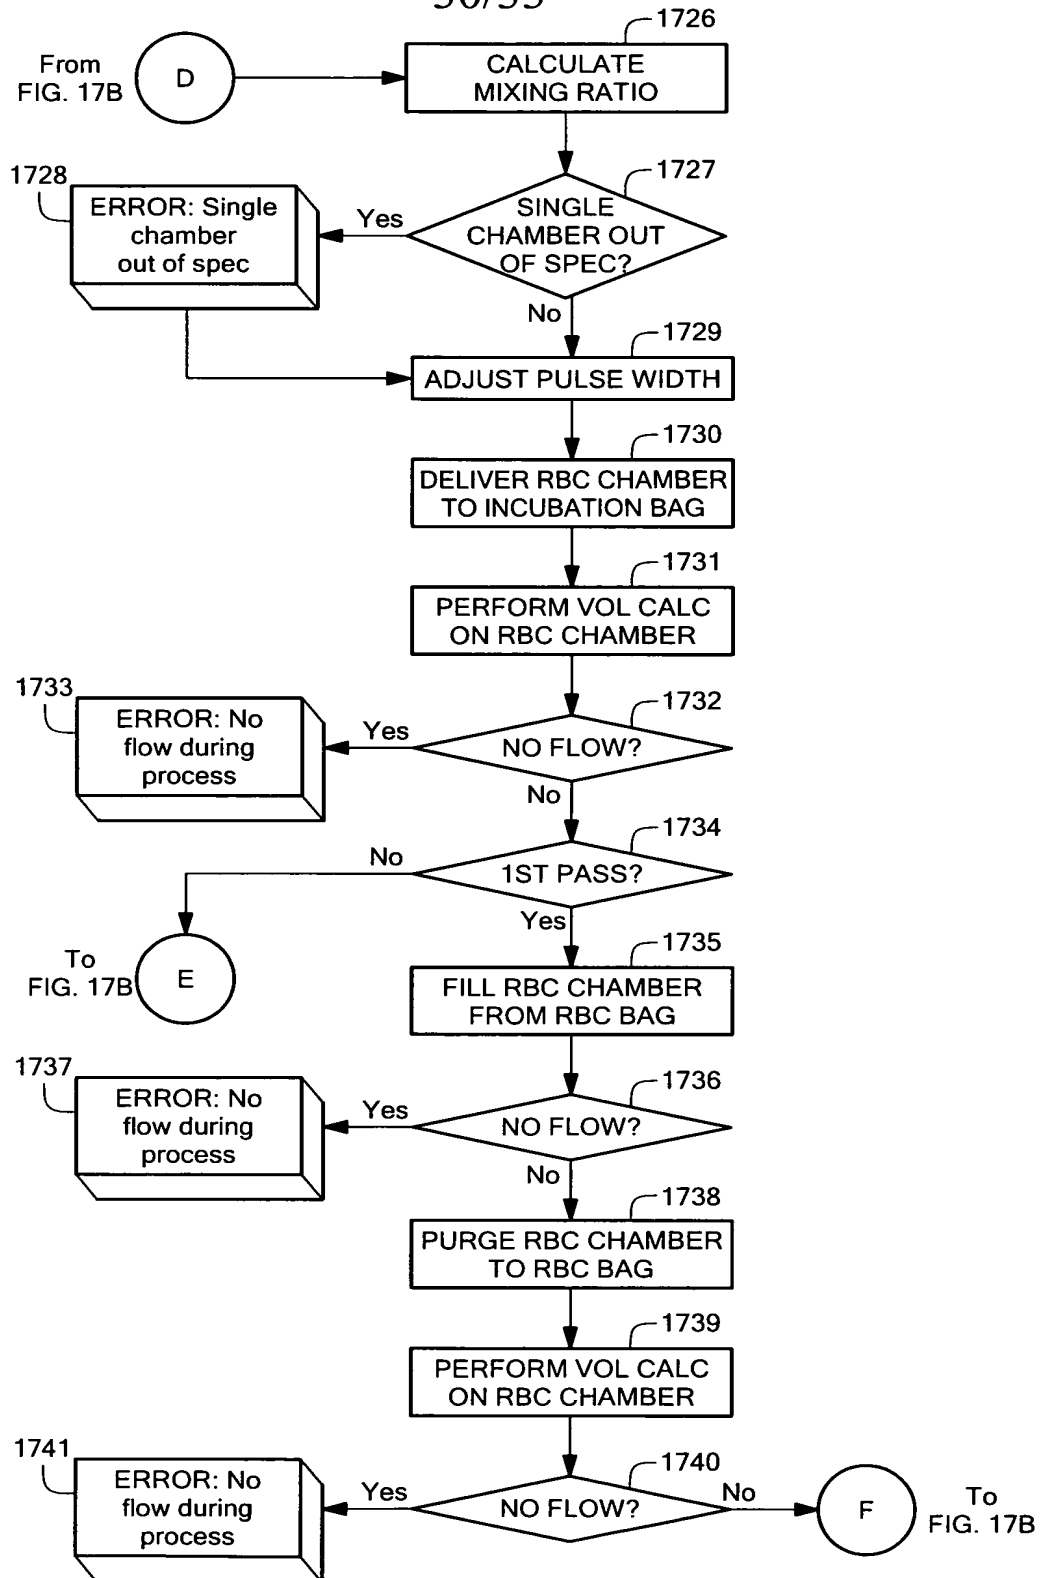 1726
From
FIG. 17B
D
CALCULATE
MIXING RATIO
1727
1728
ERROR: Single
chamber
out of spec
Yes
SINGLE
CHAMBER OUT
OF SPEC?
No
1729
ADJUST PULSE WIDTH
1730
DELIVER RBC CHAMBER
TO INCUBATION BAG
1731
PERFORM VOL CALC
ON RBC CHAMBER
1733
1732
ERROR: No
flow during
process
Yes
NO FLOW?
No
1734
No
1ST PASS?
Yes
To
FIG. 17B
E
1735
FILL RBC CHAMBER
FROM RBC BAG
1737
1736
ERROR: No
flow during
process
Yes
NO FLOW?
No
1738
PURGE RBC CHAMBER
TO RBC BAG
1739
PERFORM VOL CALC
ON RBC CHAMBER
1741
1740
ERROR: No
flow during
process
Yes
NO FLOW?
No
F
To
FIG. 17B